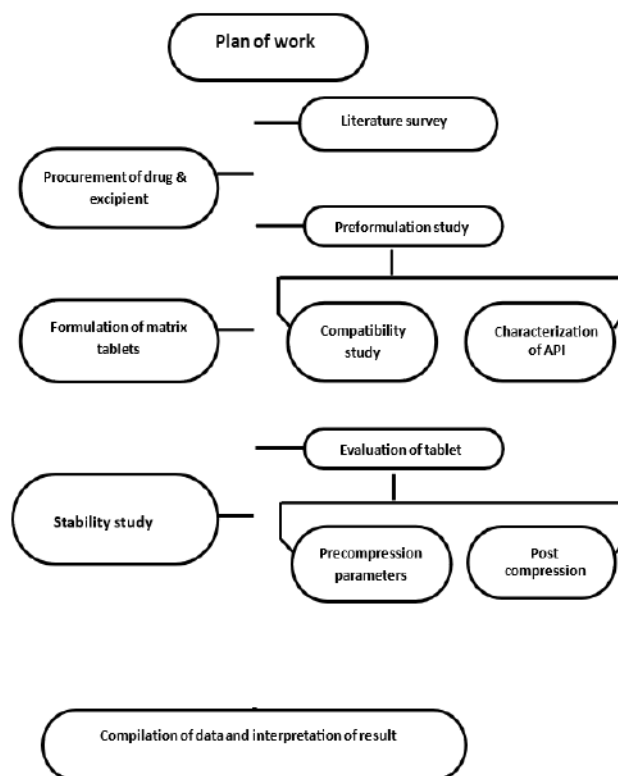 Plan of work
Literature survey
Procurement of drug &
excipient
Preformulation study
Formulation of matrix
tablets
Compatibility
study
Characterization
of API
Evaluation of tablet
Stability study
Precompression
parameters
Post
compression
Compilation of data and interpretation of result